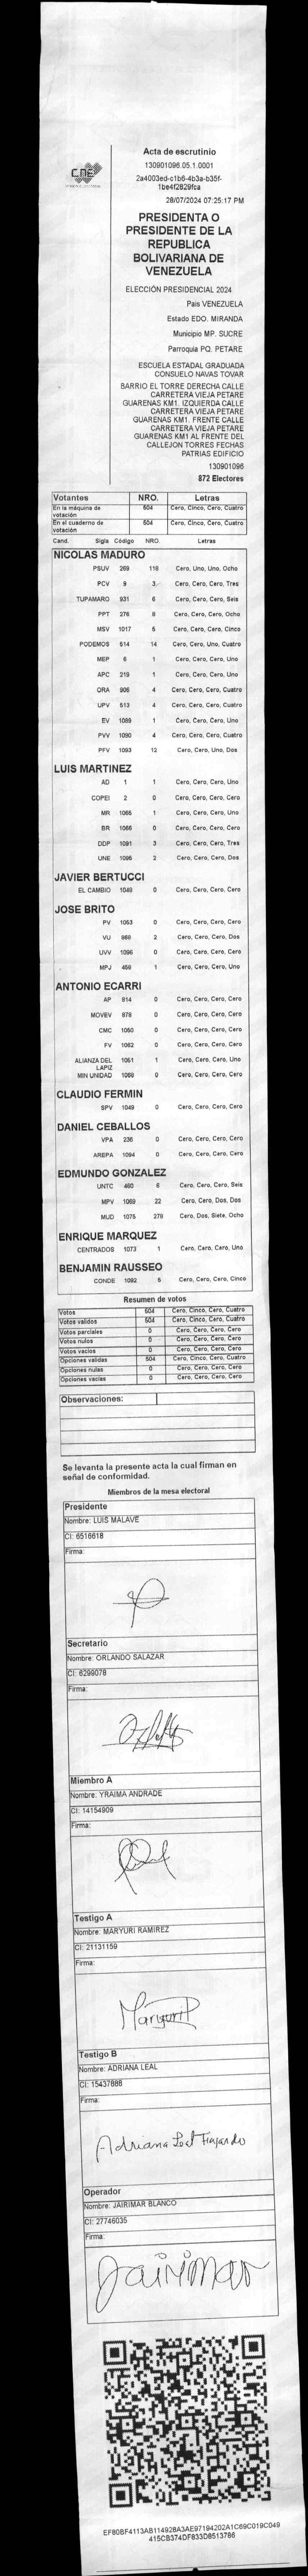 CNE
Acta de escrutinio
130901096.05.1.0001
2a4003ed-c1b6-4b3a-b35f-
1be4f2829fca
28/07/2024 07:25:17 PM
PRESIDENTA O
PRESIDENTE DE LA
REPUBLICA
BOLIVARIANA DE
VENEZUELA
ELECCIÓN PRESIDENCIAL 2024
Pais VENEZUELA
Estado EDO. MIRANDA
Municipio MP. SUCRE
Parroquia PQ. PETARE
ESCUELA ESTADAL GRADUADA
CONSUELO NAVAS TOVAR
BARRIO EL TORRE DERECHA CALLE
CARRETERA VIEJA PETARE
GUARENAS KM1. IZQUIERDA CALLE
CARRETERA VIEJA PETARE
GUARENAS KM1. FRENTE CALLE
CARRETERA VIEJA PETARE
GUARENAS KM1 AL FRENTE DEL
CALLEJON TORRES FECHAS
PATRIAS EDIFICIO
130901096
872 Electores
Votantes NRO. Letras
En la máquina de votación 504 Cero, Cinco, Cero, Cuatro
En el cuaderno de votación 504 Cero, Cinco, Cero, Cuatro
Cand. Sigla Código NRO. Letras
NICOLAS MADURO
PSUV 269 118 Cero, Uno, Uno, Ocho
PCV 9 3 Cero, Cero, Cero, Tres
TUPAMARO 931 6 Cero, Cero, Cero, Seis
PPT 276 8 Cero, Cero, Cero, Ocho
MSV 1017 5 Cero, Cero, Cero, Cinco
PODEMOS 514 14 Cero, Cero, Uno, Cuatro
MEP 6 1 Cero, Cero, Cero, Uno
APC 219 1 Cero, Cero, Cero, Uno
ORA 906 4 Cero, Cero, Cero, Cuatro
UPV 513 4 Cero, Cero, Cero, Cuatro
EV 1089 1 Cero, Cero, Cero, Uno
PVV 1090 4 Cero, Cero, Cero, Cuatro
PFV 1093 12 Cero, Cero, Uno, Dos
LUIS MARTINEZ
AD 1 1 Cero, Cero, Cero, Uno
COPEI 2 0 Cero, Cero, Cero, Cero
MR 1065 1 Cero, Cero, Cero, Uno
BR 1066 0 Cero, Cero, Cero, Cero
DDP 1091 3 Cero, Cero, Cero, Tres
UNE 1095 2 Cero, Cero, Cero, Dos
JAVIER BERTUCCI
EL CAMBIO 1048 0 Cero, Cero, Cero, Cero
JOSE BRITO
PV 1053 0 Cero, Cero, Cero, Cero
VU 869 2 Cero, Cero, Cero, Dos
UVV 1096 0 Cero, Cero, Cero, Cero
MPJ 459 1 Cero, Cero, Cero, Uno
ANTONIO ECARRI
AP 814 0 Cero, Cero, Cero, Cero
MOVEV 878 0 Cero, Cero, Cero, Cero
CMC 1050 0 Cero, Cero, Cero, Cero
FV 1062 0 Cero, Cero, Cero, Cero
ALIANZA DEL LAPIZ 1051 1 Cero, Cero, Cero, Uno
MIN UNIDAD 1068 0 Cero, Cero, Cero, Cero
CLAUDIO FERMIN
SPV 1049 0 Cero, Cero, Cero, Cero
DANIEL CEBALLOS
VPA 236 0 Cero, Cero, Cero, Cero
AREPA 1094 0 Cero, Cero, Cero, Cero
EDMUNDO GONZALEZ
UNTC 460 6 Cero, Cero, Cero, Seis
MPV 1069 22 Cero, Cero, Dos, Dos
MUD 1075 278 Cero, Dos, Siete, Ocho
ENRIQUE MARQUEZ
CENTRADOS 1073 1 Cero, Cero, Cero, Uno
BENJAMIN RAUSSEO
CONDE 1092 5 Cero, Cero, Cero, Cinco
Resumen de votos
Votos 504 Cero, Cinco, Cero, Cuatro
Votos validos 504 Cero, Cinco, Cero, Cuatro
Votos parciales 0 Cero, Cero, Cero, Cero
Votos nulos 0 Cero, Cero, Cero, Cero
Votos vacios 0 Cero, Cero, Cero, Cero
Opciones validas 504 Cero, Cinco, Cero, Cuatro
Opciones nulas 0 Cero, Cero, Cero, Cero
Opciones vacias 0 Cero, Cero, Cero, Cero
Observaciones:
Se levanta la presente acta la cual firman en
señal de conformidad.
Miembros de la mesa electoral
Presidente
Nombre: LUIS MALAVE
CI: 6516618
Firma:
Secretario
Nombre: ORLANDO SALAZAR
CI: 6299078
Firma:
Miembro A
Nombre: YRAIMA ANDRADE
CI: 14154909
Firma:
Testigo A
Nombre: MARYURI RAMIREZ
CI: 21131159
Firma:
Testigo B
Nombre: ADRIANA LEAL
CI: 15437888
Firma:
Adriana Leal
Operador
Nombre: JAIRIMAR BLANCO
CI: 27746035
Firma:
Jairimar
EF80BF4113AB114928A3AE97194202A1C69C019C049
415CB374DF833D8513786